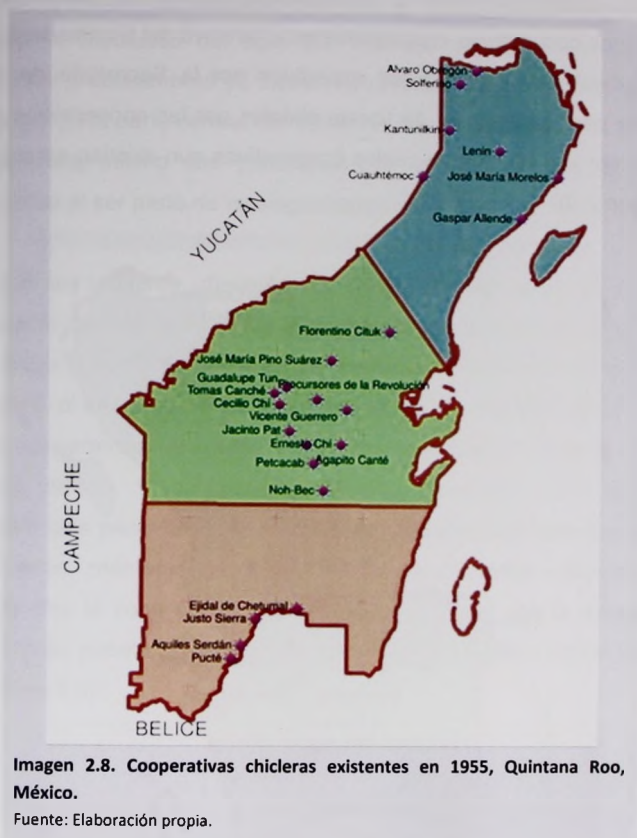 Alvaro Obregón
Solferino
Kantunilkin
Lenin
Cuauhtémoc
José María Morelos
Gaspar Allende
YUCATÁN
Florentino Cituk
José María Pino Suárez
Guadalupe Tun
Precursores de la Revolución
Tomas Canché
Cecilio Chí
Vicente Guerrero
Jacinto Pat
Ernesto Chí
Petcacab
Agapito Canté
Noh-Bec
CAMPECHE
Ejidal de Chetumal
Justo Sierra
Aquiles Serdán
Pucté
BELICE
Imagen 2.8. Cooperativas chicleras existentes en 1955, Quintana Roo,
México.
Fuente: Elaboración propia.